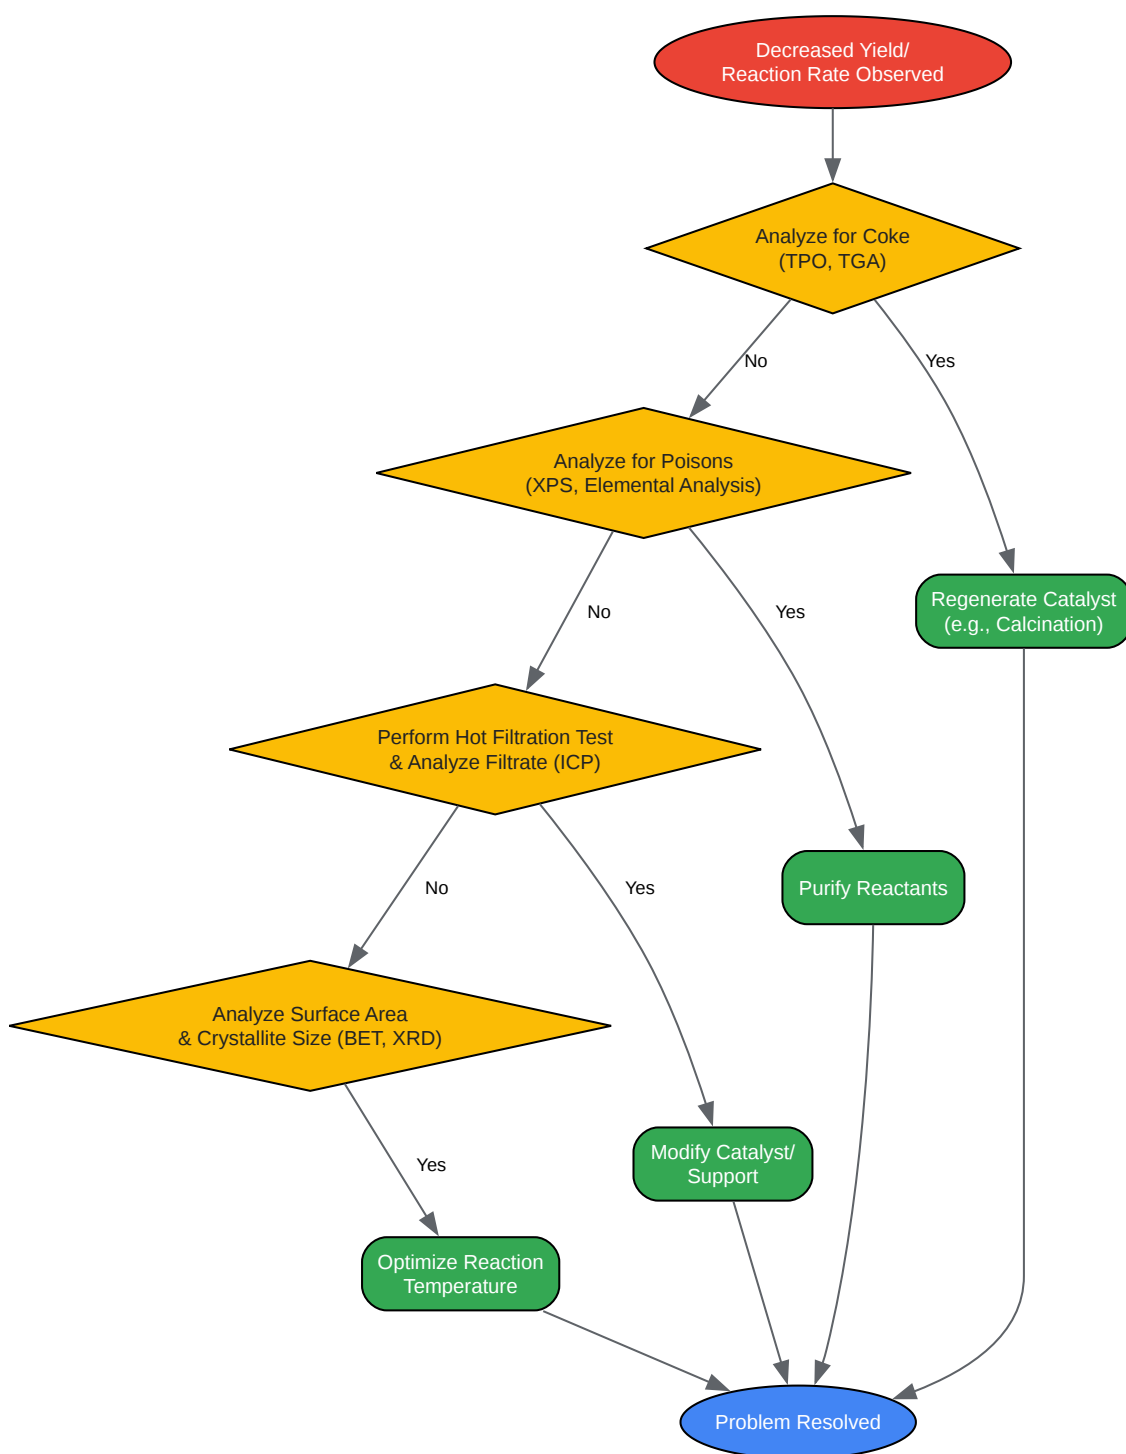 Decreased Yield/
Reaction Rate Observed
Analyze for Coke
(TPO, TGA)
No
Yes
Analyze for Poisons
(XPS, Elemental Analysis)
Regenerate Catalyst
(e.g., Calcination)
No
Yes
Perform Hot Filtration Test
& Analyze Filtrate (ICP)
No
Yes
Purify Reactants
Analyze Surface Area
& Crystallite Size (BET, XRD)
Yes
Modify Catalyst/
Support
Optimize Reaction
Temperature
Problem Resolved